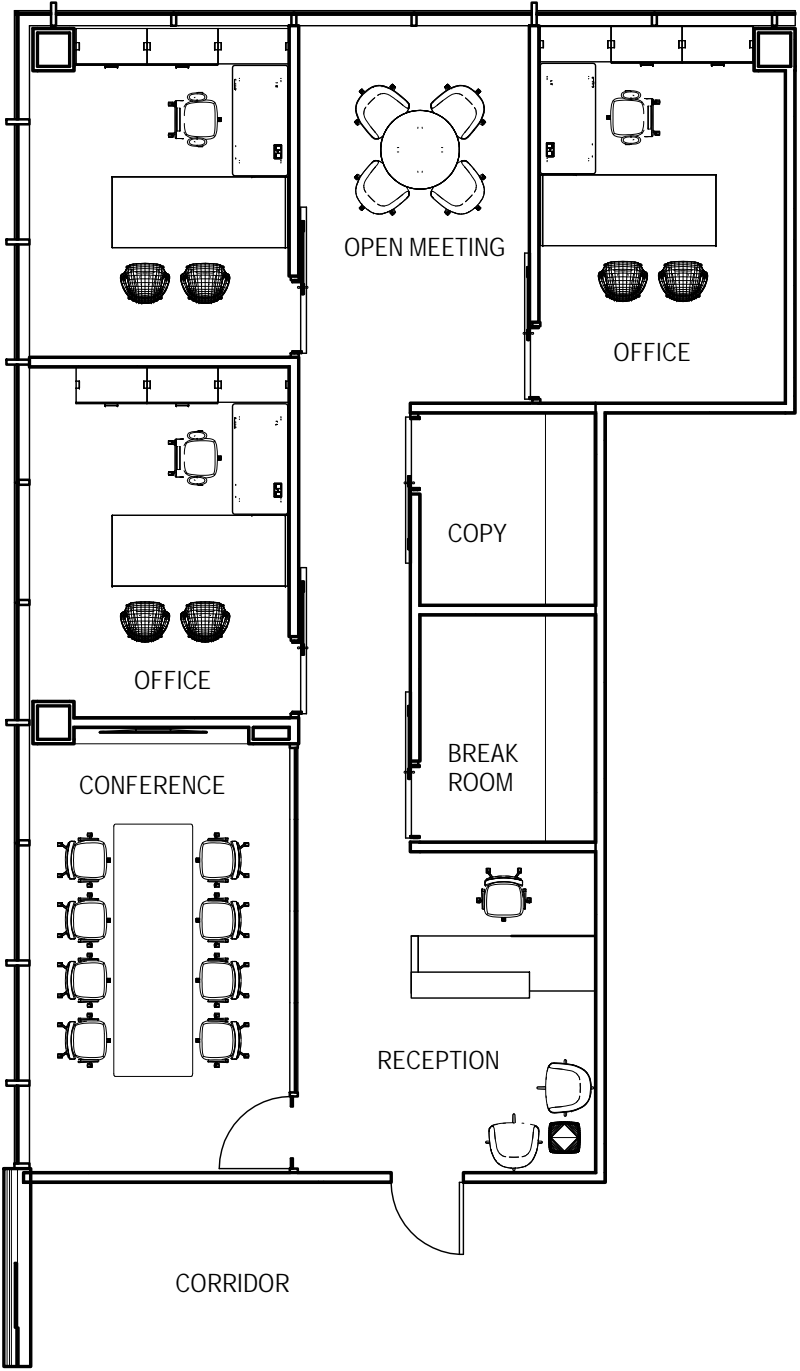 OPEN MEETING
OFFICE
COPY
OFFICE
BREAK
ROOM
CONFERENCE
RECEPTION
CORRIDOR